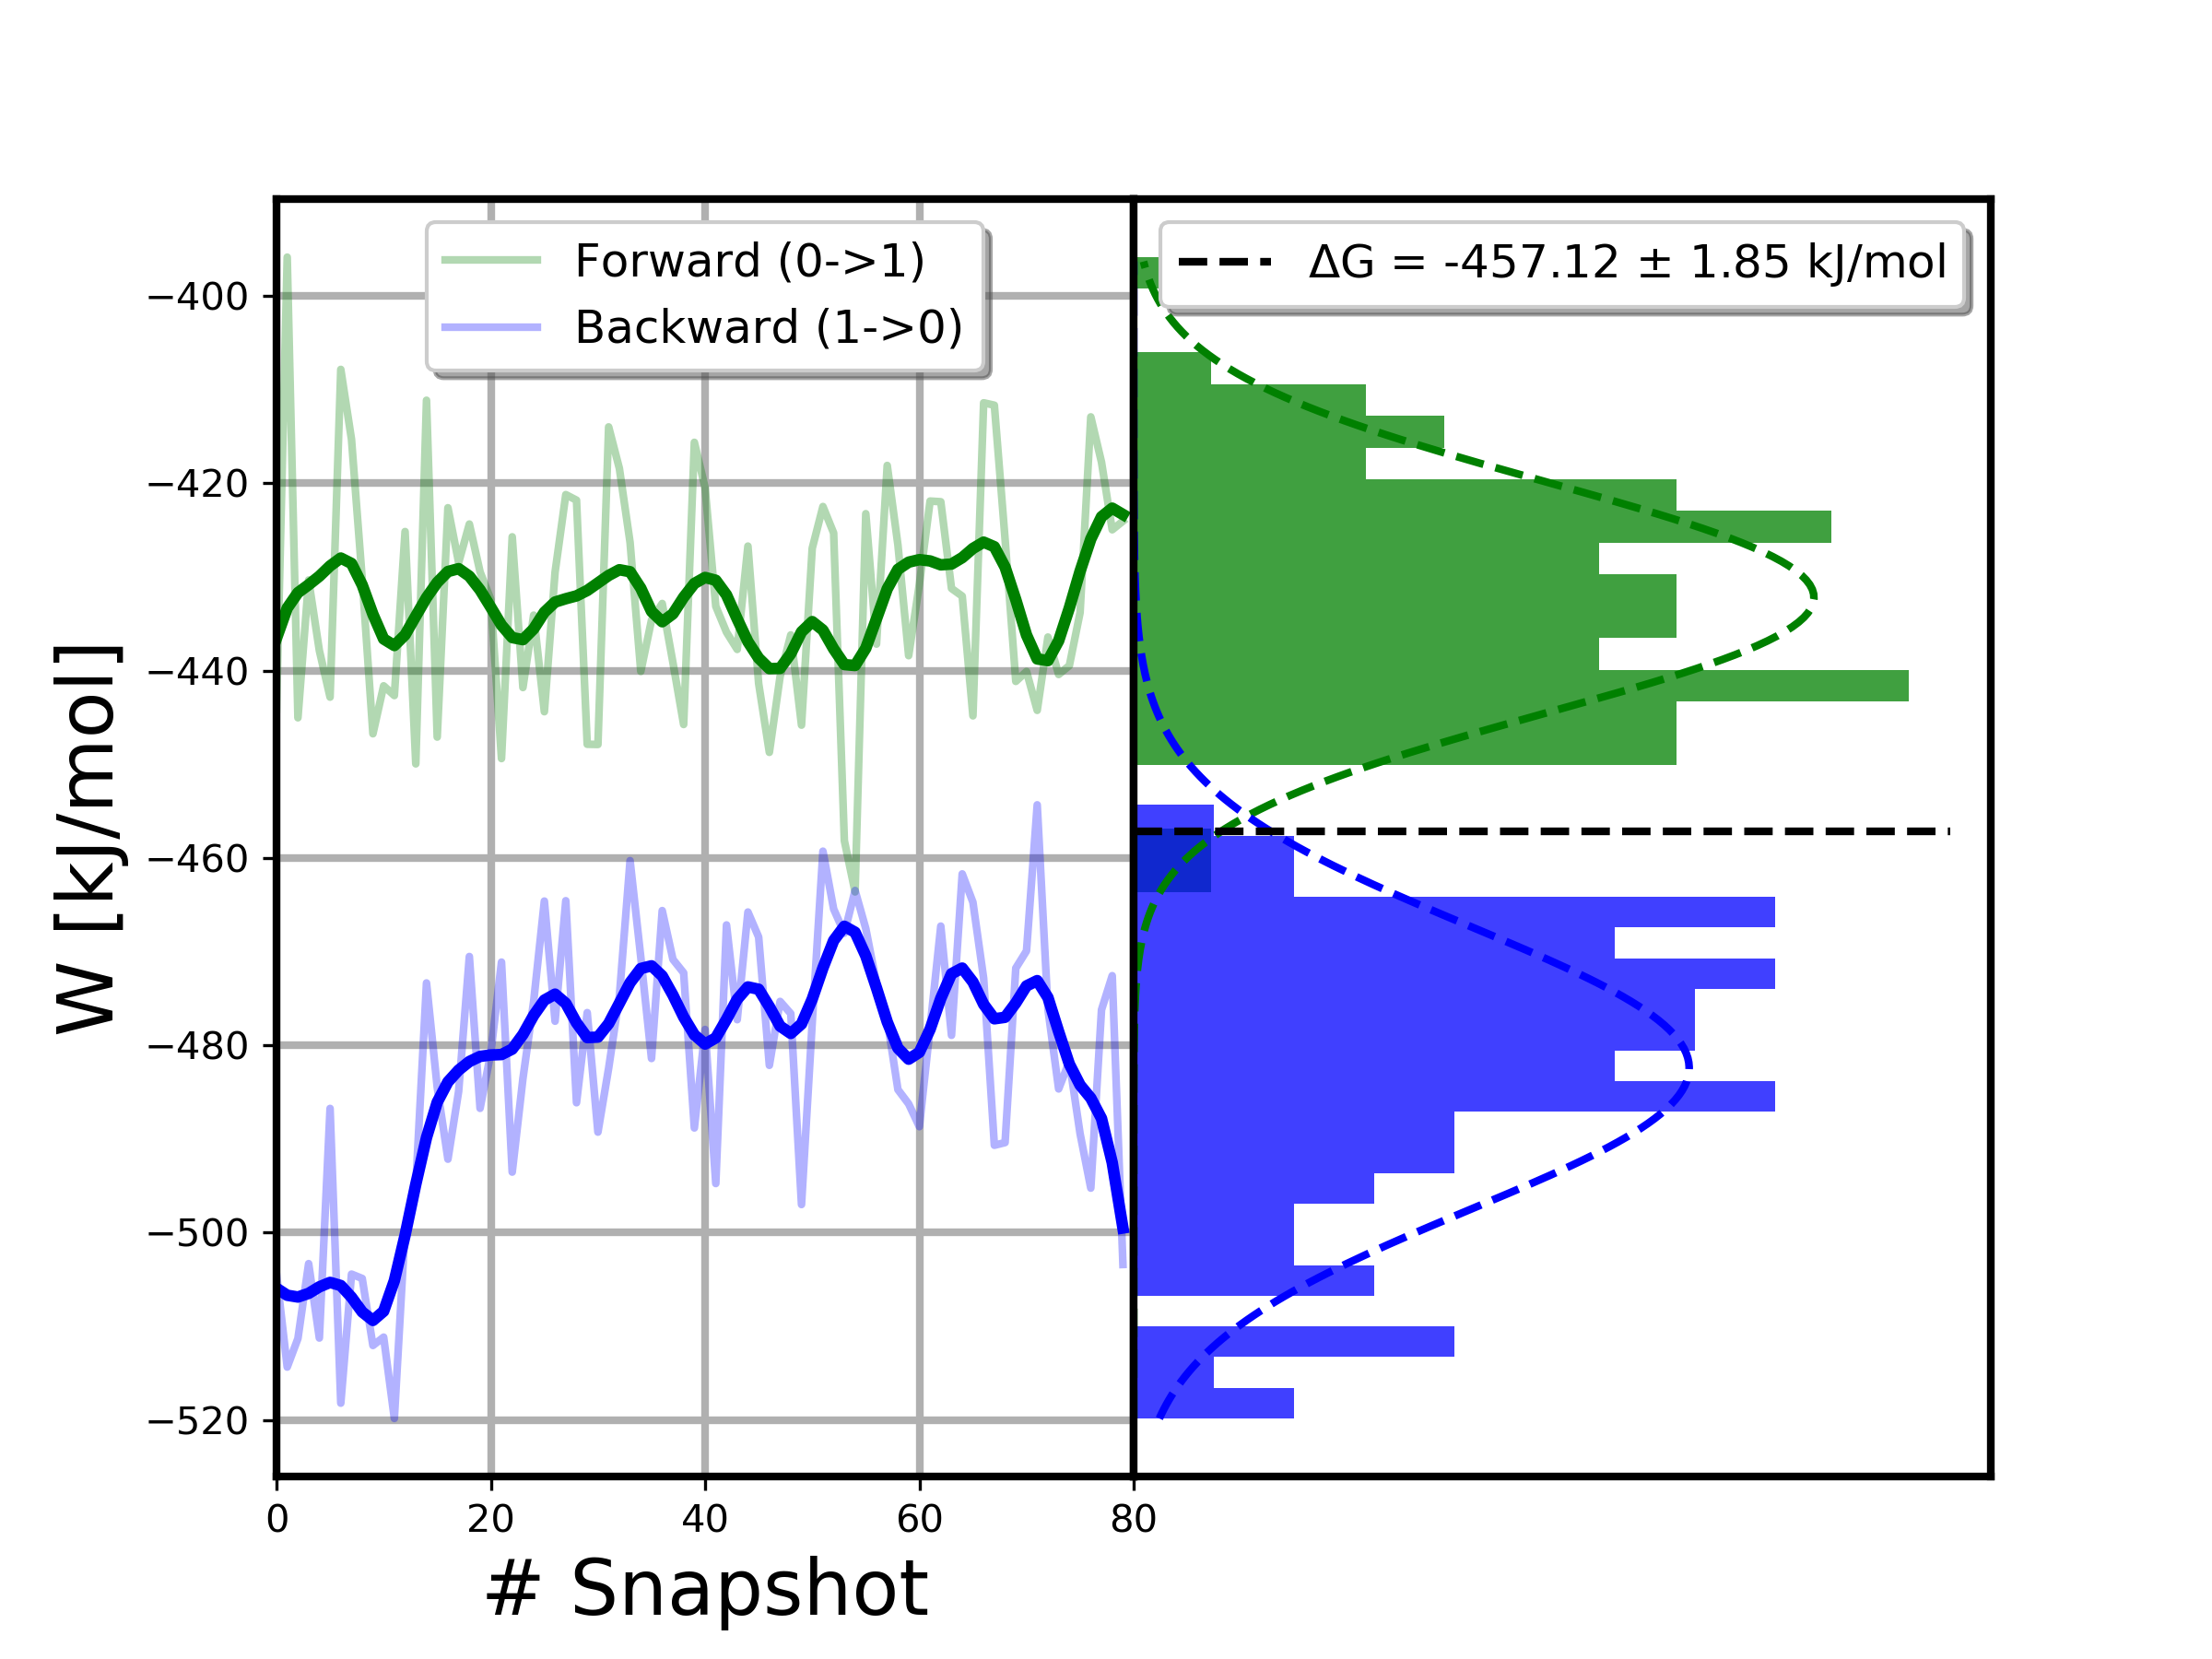 Forward (0->1)
Backward (1->0)
ΔG = -457.12 ± 1.85 kJ/mol
W [kJ/mol]
−400
−420
−440
−460
−480
−500
−520
0 20 40 60 80
# Snapshot